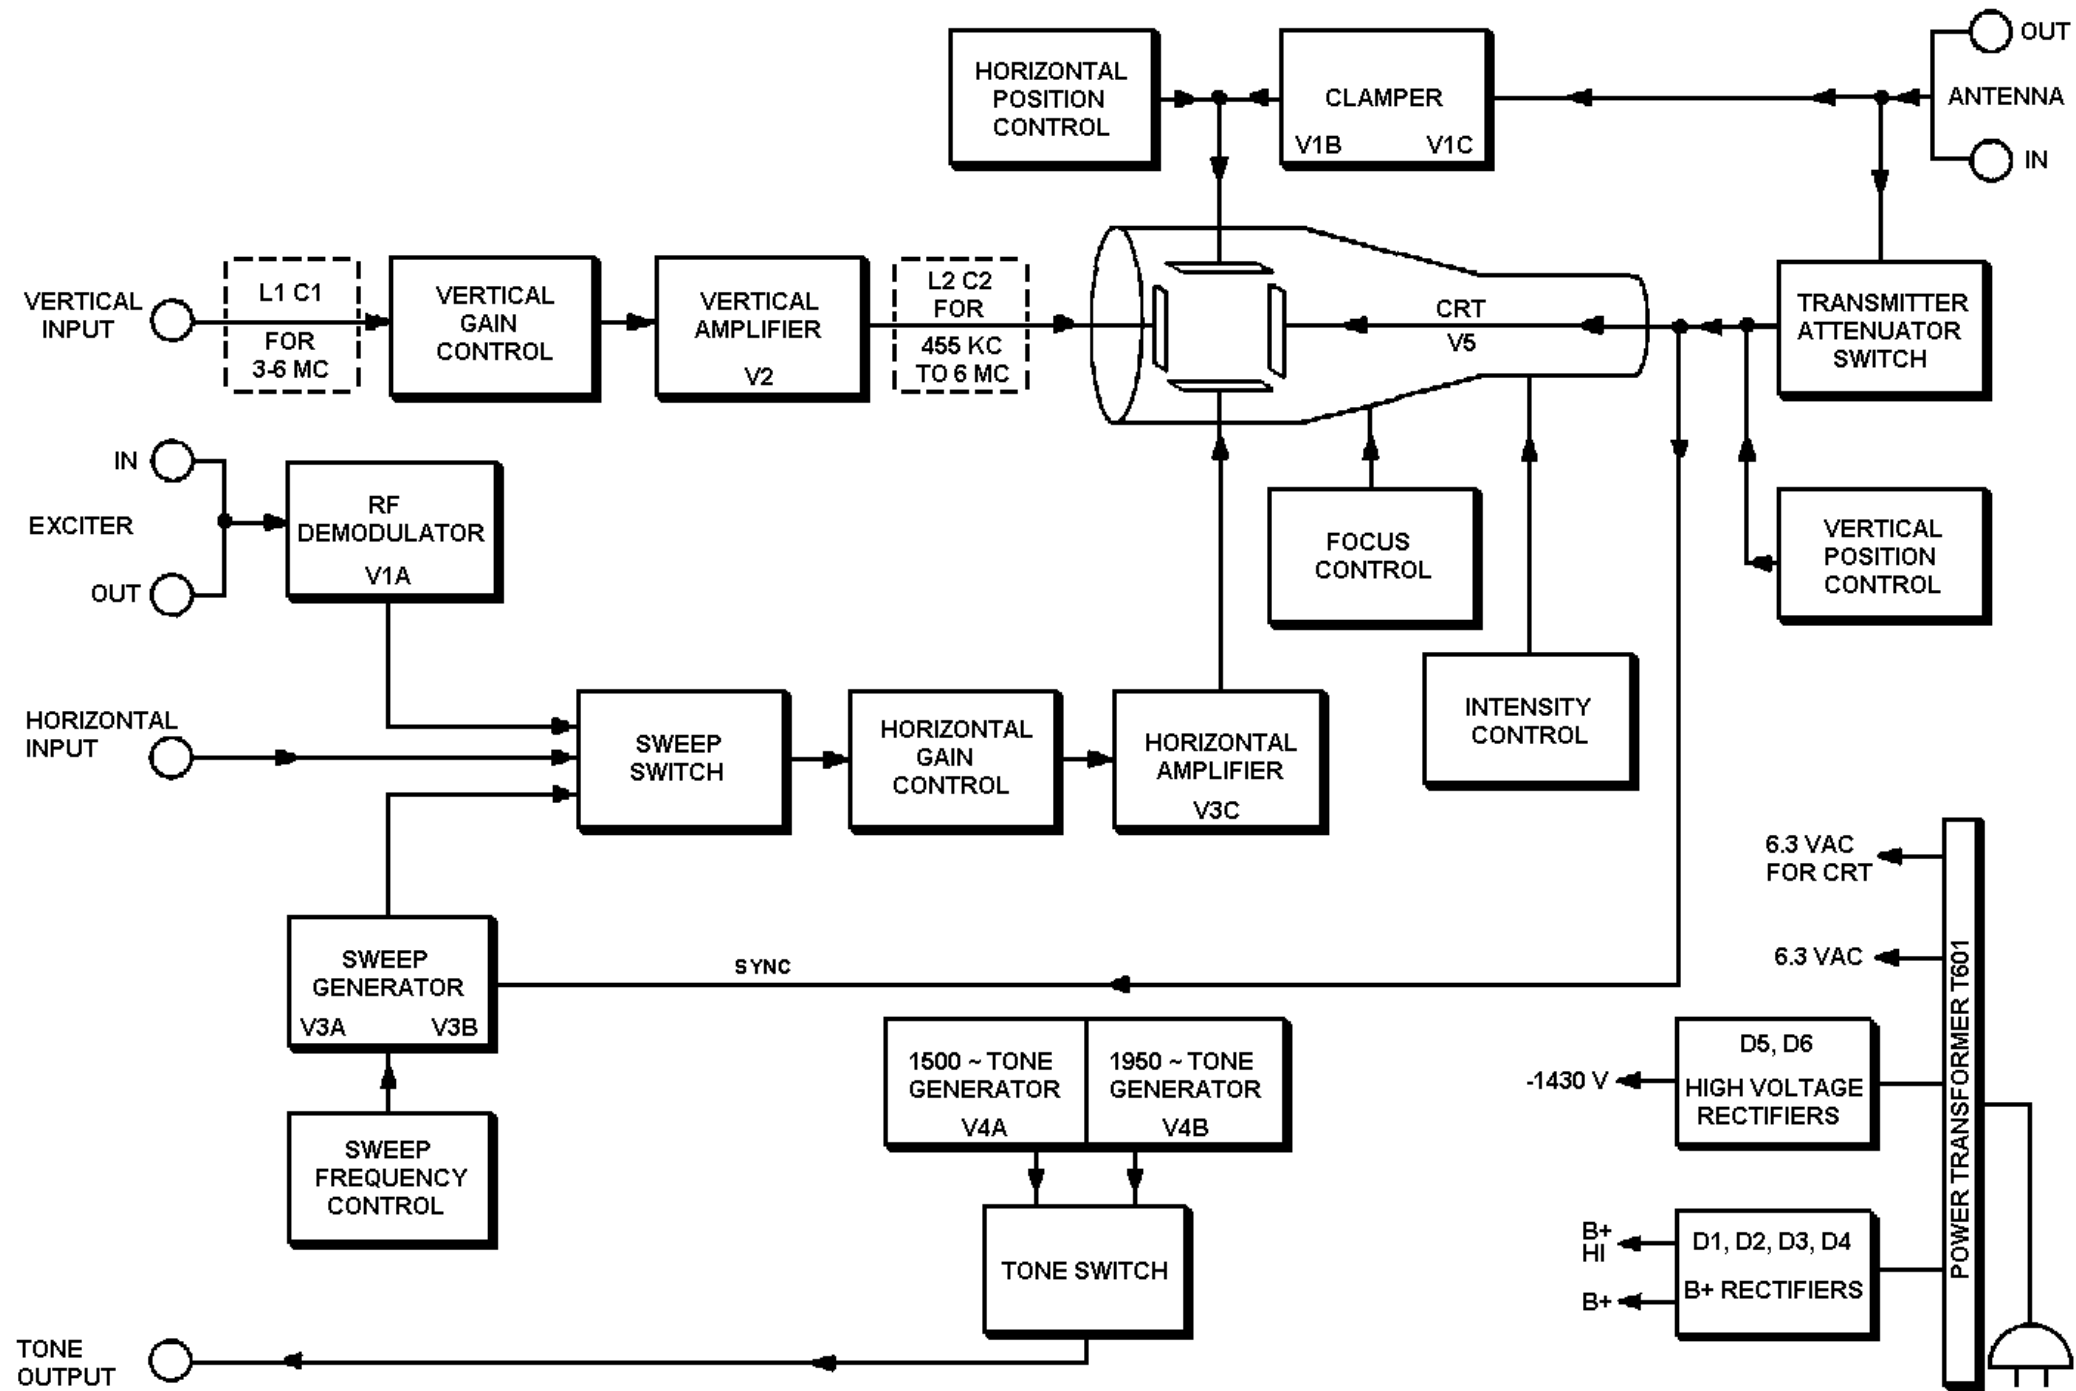 HORIZONTAL
POSITION
CONTROL
CLAMPER
V1B V1C
OUT
ANTENNA
IN
VERTICAL
INPUT
L1 C1
FOR
3-6 MC
VERTICAL
GAIN
CONTROL
VERTICAL
AMPLIFIER
V2
L2 C2
FOR
455 KC
TO 6 MC
CRT
V5
TRANSMITTER
ATTENUATOR
SWITCH
IN
EXCITER
OUT
RF
DEMODULATOR
V1A
FOCUS
CONTROL
VERTICAL
POSITION
CONTROL
HORIZONTAL
INPUT
SWEEP
SWITCH
HORIZONTAL
GAIN
CONTROL
HORIZONTAL
AMPLIFIER
V3C
INTENSITY
CONTROL
6.3 VAC
FOR CRT
6.3 VAC
POWER TRANSFORMER T601
SWEEP
GENERATOR
V3A V3B
SYNC
1500 ~ TONE
GENERATOR
V4A
1950 ~ TONE
GENERATOR
V4B
-1430 V
D5, D6
HIGH VOLTAGE
RECTIFIERS
SWEEP
FREQUENCY
CONTROL
TONE SWITCH
B+
HI
B+
D1, D2, D3, D4
B+ RECTIFIERS
TONE
OUTPUT